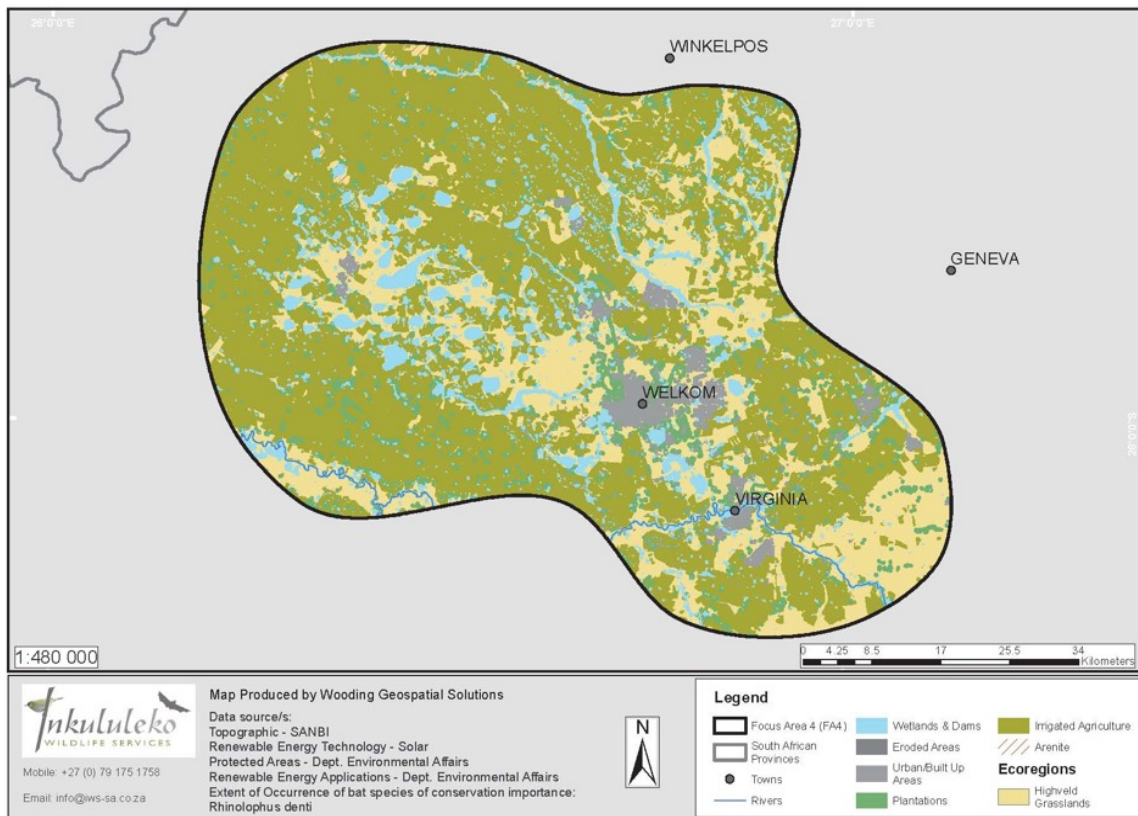 26°0'0"E
27°0'0"E
WINKELPOS
GENEVA
WELKOM
28°0'0"S
VIRGINIA
1:480 000
0 4.25 8.5 17 25.5 34
Kilometers
Inkululeko
WILDLIFE SERVICES
Mobile: +27 (0) 79 175 1758
Email: info@iws-sa.co.za
Map Produced by Wooding Geospatial Solutions
Data source/s:
Topographic - SANBI
Renewable Energy Technology - Solar
Protected Areas - Dept. Environmental Affairs
Renewable Energy Applications - Dept. Environmental Affairs
Extent of Occurrence of bat species of conservation importance:
Rhinolophus denti
N
Legend
Focus Area 4 (FA4)
South African
Provinces
Towns
Rivers
Wetlands & Dams
Eroded Areas
Urban/Built Up
Areas
Plantations
Irrigated Agriculture
Arenite
Ecoregions
Highveld
Grasslands